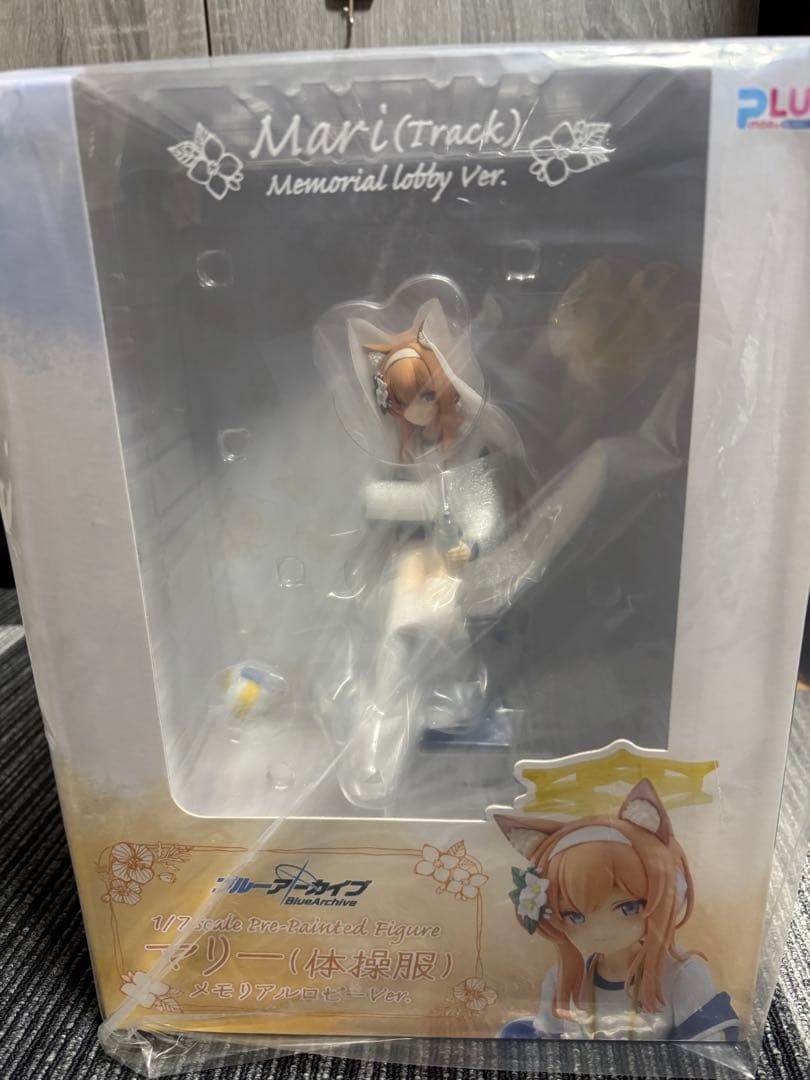 Mari (Track)
Memorial lobby Ver.
PLU
ブルーアーカイブ
BlueArchive
1/7 scale Pre-Painted Figure
マリー(体操服)
メモリアルロビーVer.